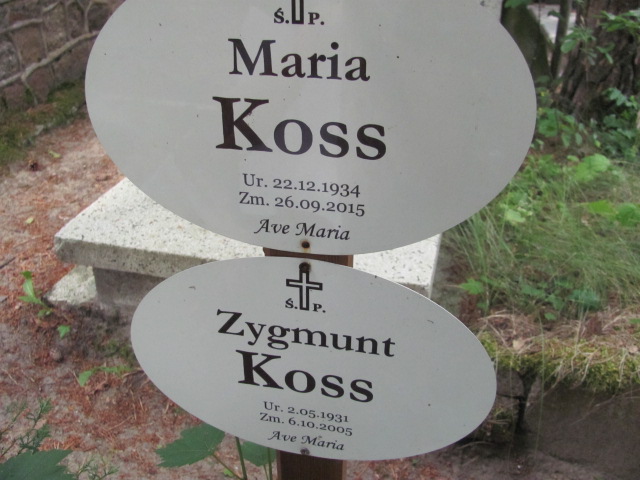 Ś. P.
Maria
Koss
Ur. 22.12.1934
Zm. 26.09.2015
Ave Maria
Ś. P.
Zygmunt
Koss
Ur. 2.05.1931
Zm. 6.10.2005
Ave Maria